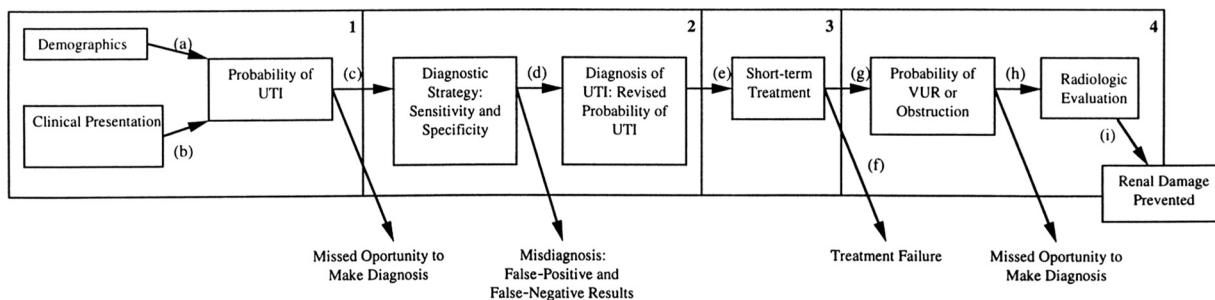 1
Demographics
(a)
Probability of
UTI
Clinical Presentation
(b)
(c)
2
Diagnostic
Strategy:
Sensitivity and
Specificity
(d)
Diagnosis of
UTI: Revised
Probability of
UTI
(e)
3
Short-term
Treatment
(g)
(f)
4
Probability of
VUR or
Obstruction
(h)
Radiologic
Evaluation
(i)
Renal Damage
Prevented
Missed Opportunity to
Make Diagnosis
Misdiagnosis:
False-Positive and
False-Negative Results
Treatment Failure
Missed Opportunity to
Make Diagnosis